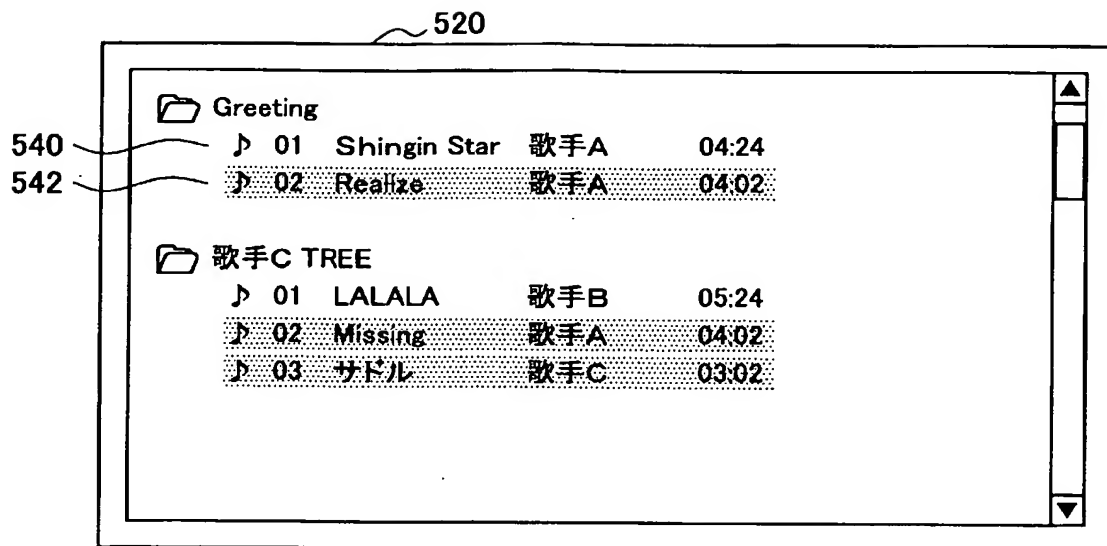 520
Greeting
540 ♪ 01 Shingin Star 歌手A 04:24
542 ♪ 02 Realize 歌手A 04:02
歌手C TREE
♪ 01 LALALA 歌手B 05:24
♪ 02 Missing 歌手A 04:02
♪ 03 サドル 歌手C 03:02